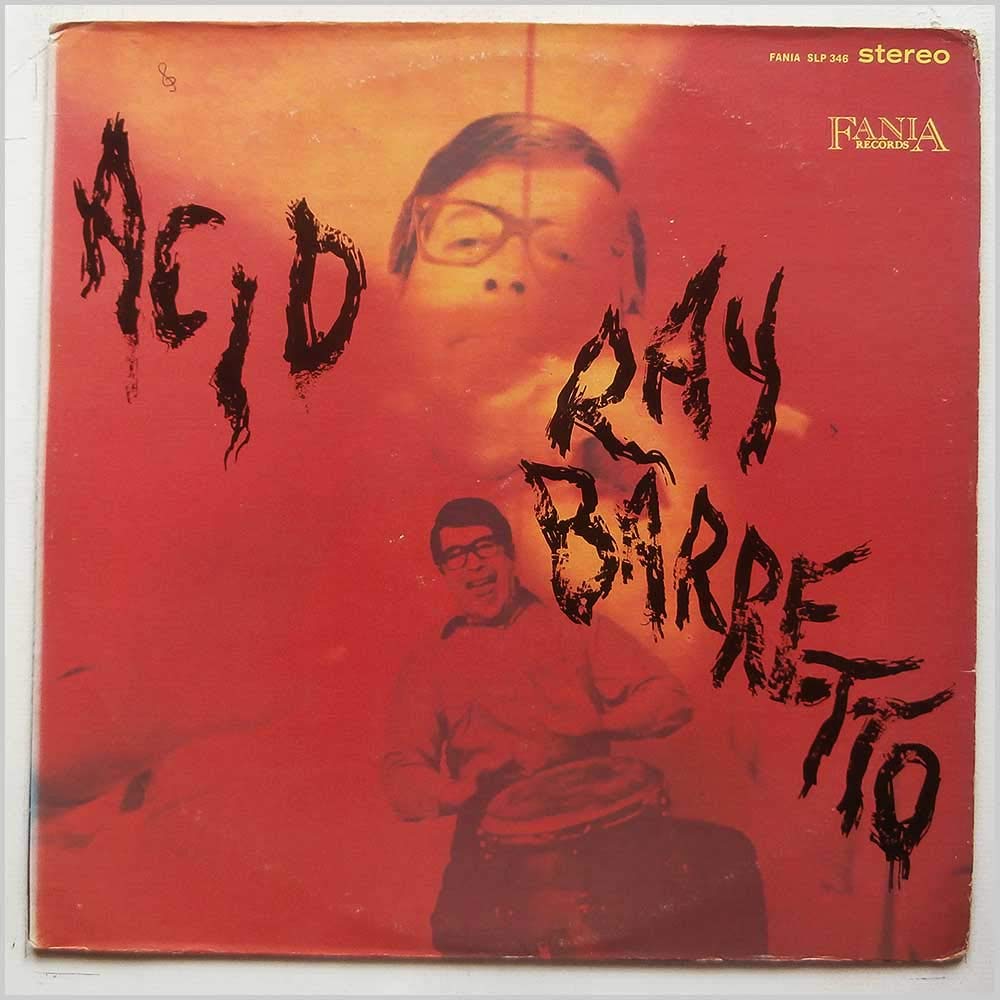 FANIA SLP 346 stereo
FANIA
RECORDS
ACID
RAY
BARRETTO